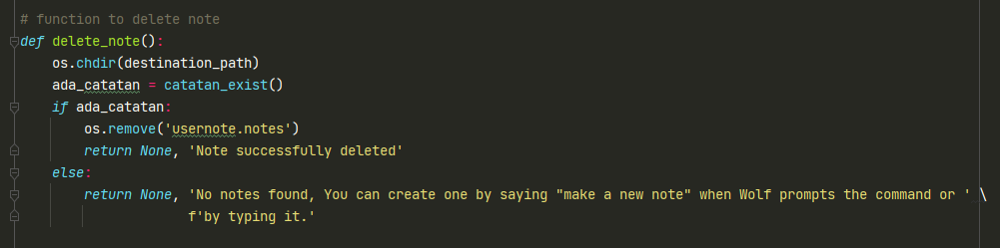 # function to delete note
def delete_note():
    os.chdir(destination_path)
    ada_catatan = catatan_exist()
    if ada_catatan:
        os.remove('usernote.notes')
        return None, 'Note successfully deleted'
    else:
        return None, 'No notes found, You can create one by saying "make a new note" when Wolf prompts the command or ' \
                     f'by typing it.'